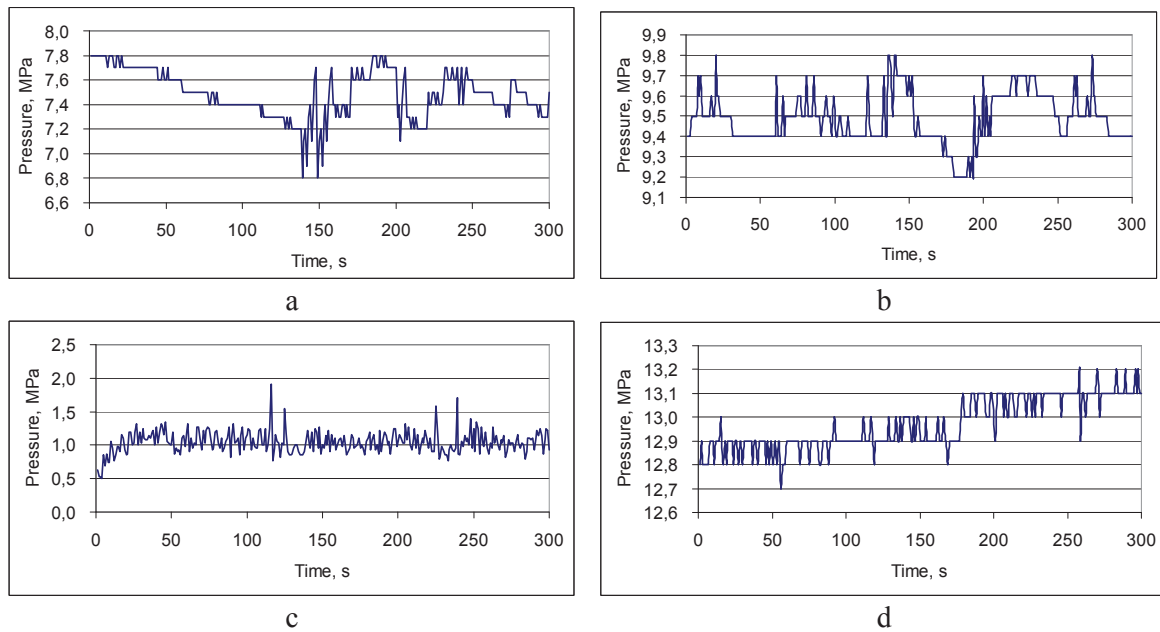 8,0
7,8
7,6
7,4
7,2
7,0
6,8
6,6
Pressure, MPa
0 50 100 150 200 250 300
Time, s
a
9,9
9,8
9,7
9,6
9,5
9,4
9,3
9,2
9,1
Pressure, MPa
0 50 100 150 200 250 300
Time, s
b
2,5
2,0
1,5
1,0
0,5
0,0
Pressure, MPa
0 50 100 150 200 250 300
Time, s
c
13,3
13,2
13,1
13,0
12,9
12,8
12,7
12,6
Pressure, MPa
0 50 100 150 200 250 300
Time, s
d